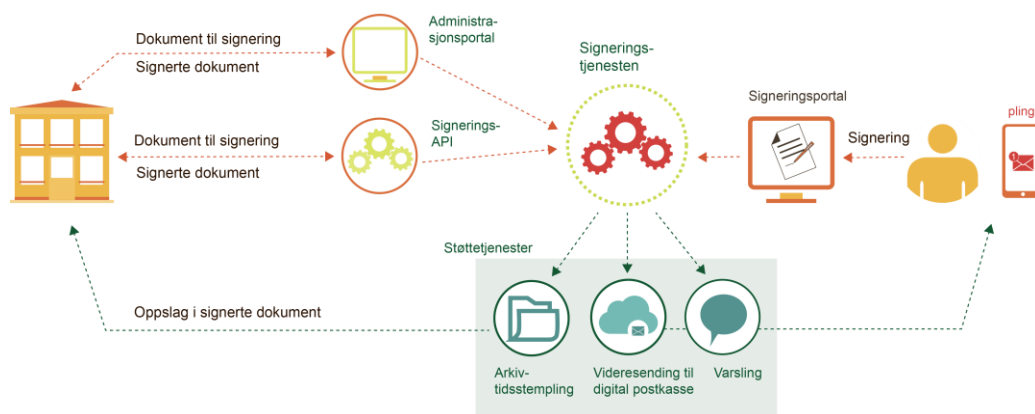 Administra-
sjonsportal
Dokument til signering
Signerte dokument
Signerings-
tjenesten
Signeringsportal
pling
Signerings-
API
Dokument til signering
Signerte dokument
Signering
Støttetjenester
Oppslag i signerte dokument
Arkiv-
tidsstempling
Videresending til
digital postkasse
Varsling